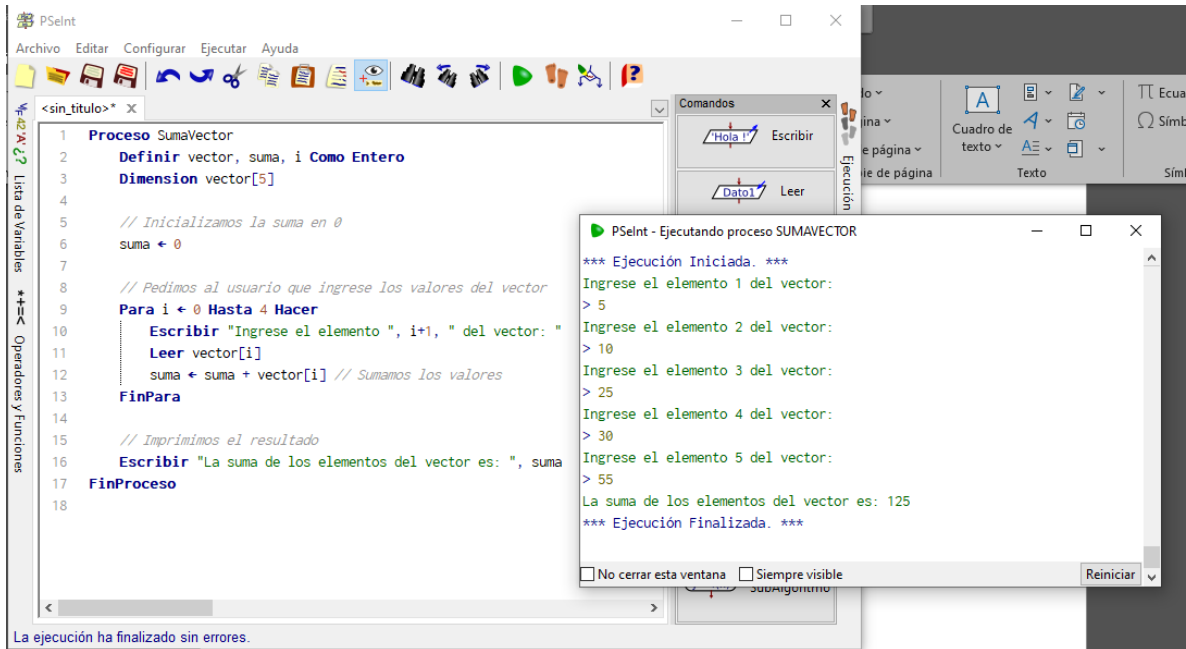 PSeInt
Archivo Editar Configurar Ejecutar Ayuda
<sin_titulo>* X
42 'A' ¿? Lista de Variables
*+=< Operadores y Funciones
1 Proceso SumaVector
2 Definir vector, suma, i Como Entero
3 Dimension vector[5]
4
5 // Inicializamos la suma en 0
6 suma ← 0
7
8 // Pedimos al usuario que ingrese los valores del vector
9 Para i ← 0 Hasta 4 Hacer
10 Escribir "Ingrese el elemento ", i+1, " del vector: "
11 Leer vector[i]
12 suma ← suma + vector[i] // Sumamos los valores
13 FinPara
14
15 // Imprimimos el resultado
16 Escribir "La suma de los elementos del vector es: ", suma
17 FinProceso
18
La ejecución ha finalizado sin errores.
Comandos
'Hola !' Escribir
Dato1 Leer
SubAlgoritmo
Ejecución
PSeInt - Ejecutando proceso SUMAVECTOR
*** Ejecución Iniciada. ***
Ingrese el elemento 1 del vector:
> 5
Ingrese el elemento 2 del vector:
> 10
Ingrese el elemento 3 del vector:
> 25
Ingrese el elemento 4 del vector:
> 30
Ingrese el elemento 5 del vector:
> 55
La suma de los elementos del vector es: 125
*** Ejecución Finalizada. ***
No cerrar esta ventana Siempre visible Reiniciar
e página
ie de página
Cuadro de
texto
Texto
Ecua
Símb
Síml